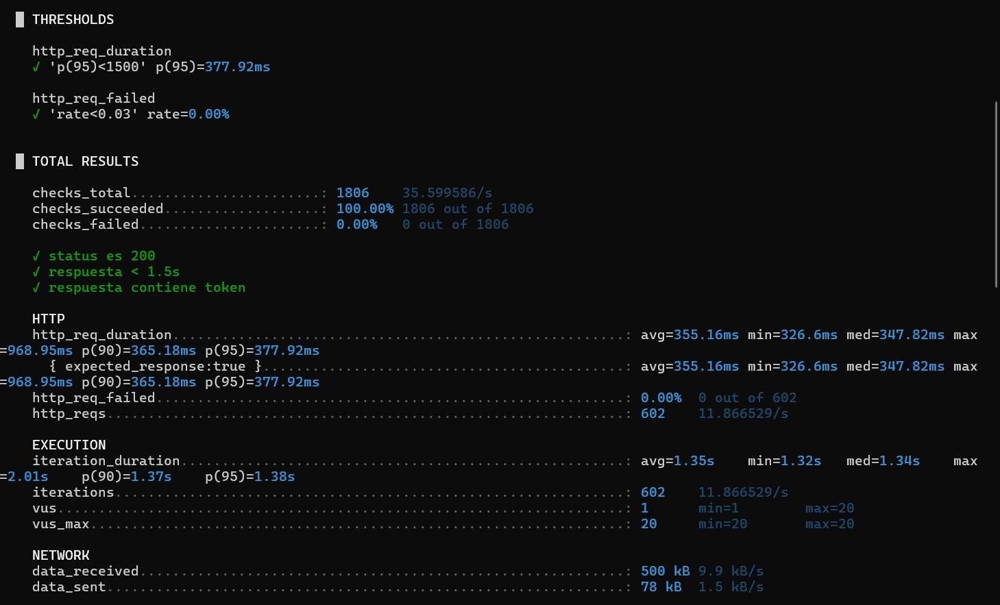 █ THRESHOLDS
http_req_duration
✓ 'p(95)<1500' p(95)=377.92ms
http_req_failed
✓ 'rate<0.03' rate=0.00%
█ TOTAL RESULTS
checks_total.......................: 1806    35.599586/s
checks_succeeded...................: 100.00% 1806 out of 1806
checks_failed......................: 0.00%   0 out of 1806
✓ status es 200
✓ respuesta < 1.5s
✓ respuesta contiene token
HTTP
http_req_duration.......................................................: avg=355.16ms min=326.6ms med=347.82ms max
=968.95ms p(90)=365.18ms p(95)=377.92ms
{ expected_response:true }............................................: avg=355.16ms min=326.6ms med=347.82ms max
=968.95ms p(90)=365.18ms p(95)=377.92ms
http_req_failed.........................................................: 0.00%  0 out of 602
http_reqs...............................................................: 602    11.866529/s
EXECUTION
iteration_duration......................................................: avg=1.35s    min=1.32s   med=1.34s    max
=2.01s    p(90)=1.37s    p(95)=1.38s
iterations..............................................................: 602    11.866529/s
vus.....................................................................: 1      min=1        max=20
vus_max.................................................................: 20     min=20       max=20
NETWORK
data_received...........................................................: 500 kB 9.9 kB/s
data_sent...............................................................: 78 kB  1.5 kB/s